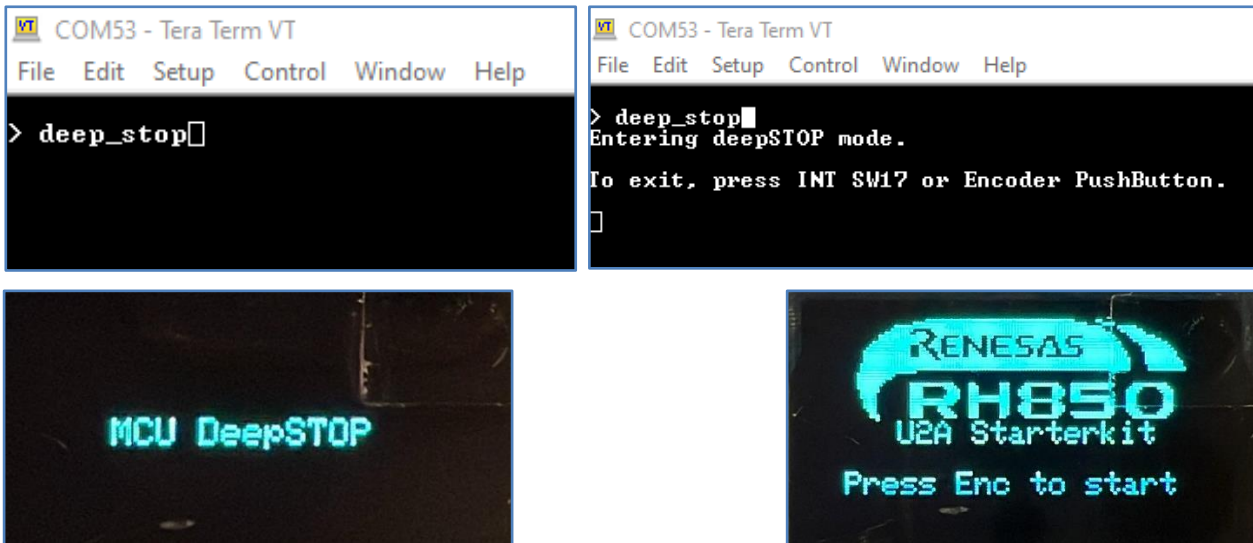 COM53 - Tera Term VT
File Edit Setup Control Window Help
> deep_stop
COM53 - Tera Term VT
File Edit Setup Control Window Help
> deep_stop
Entering deepSTOP mode.
To exit, press INT SW17 or Encoder PushButton.
MCU DeepSTOP
RENESAS
RH850
U2A Starterkit
Press Enc to start